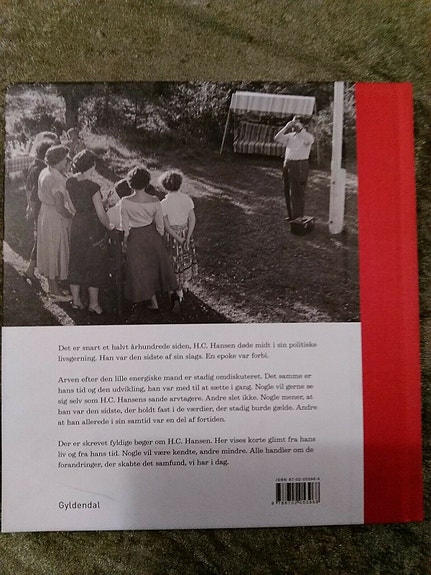 Det er snart et halvt århundrede siden, H.C. Hansen døde midt i sin politiske
livsgerning. Han var den sidste af sin slags. En epoke var forbi.
Arven efter den lille energiske mand er stadig omdiskuteret. Det samme er
hans tid og den udvikling, han var med til at sætte i gang. Nogle vil gerne se
sig selv som H.C. Hansens sande arvtagere. Andre slet ikke. Nogle mener, at
han var den sidste, der holdt fast i de værdier, der stadig burde gælde. Andre
at han allerede i sin samtid var en del af fortiden.
Der er skrevet fyldige bøger om H.C. Hansen. Her vises korte glimt fra hans
liv og fra hans tid. Nogle vil være kendte, andre mindre. Alle handler om de
forandringer, der skabte det samfund, vi har i dag.
Gyldendal